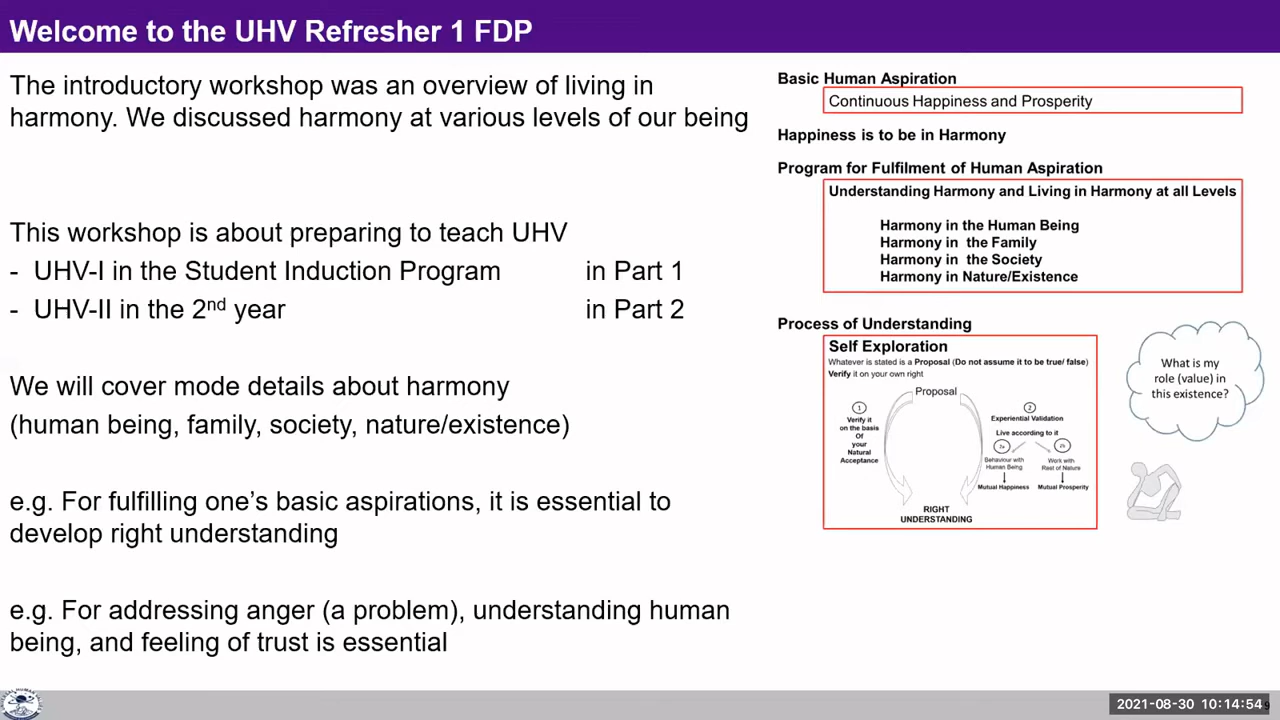 Welcome to the UHV Refresher 1 FDP
The introductory workshop was an overview of living in
harmony. We discussed harmony at various levels of our being
This workshop is about preparing to teach UHV
- UHV-I in the Student Induction Program in Part 1
- UHV-II in the 2nd year in Part 2
We will cover mode details about harmony
(human being, family, society, nature/existence)
e.g. For fulfilling one’s basic aspirations, it is essential to
develop right understanding
e.g. For addressing anger (a problem), understanding human
being, and feeling of trust is essential
Basic Human Aspiration
Continuous Happiness and Prosperity
Happiness is to be in Harmony
Program for Fulfilment of Human Aspiration
Understanding Harmony and Living in Harmony at all Levels
Harmony in the Human Being
Harmony in the Family
Harmony in the Society
Harmony in Nature/Existence
Process of Understanding
Self Exploration
Whatever is stated is a Proposal (Do not assume it to be true/ false)
Verify it on your own right
Proposal
1
Verify it
on the basis
Of
your
Natural
Acceptance
2
Experiential Validation
Live according to it
2a
Behaviour with
Human Being
Mutual Happiness
2b
Work with
Rest of Nature
Mutual Prosperity
RIGHT
UNDERSTANDING
What is my
role (value) in
this existence?
2021-08-30 10:14:54
9